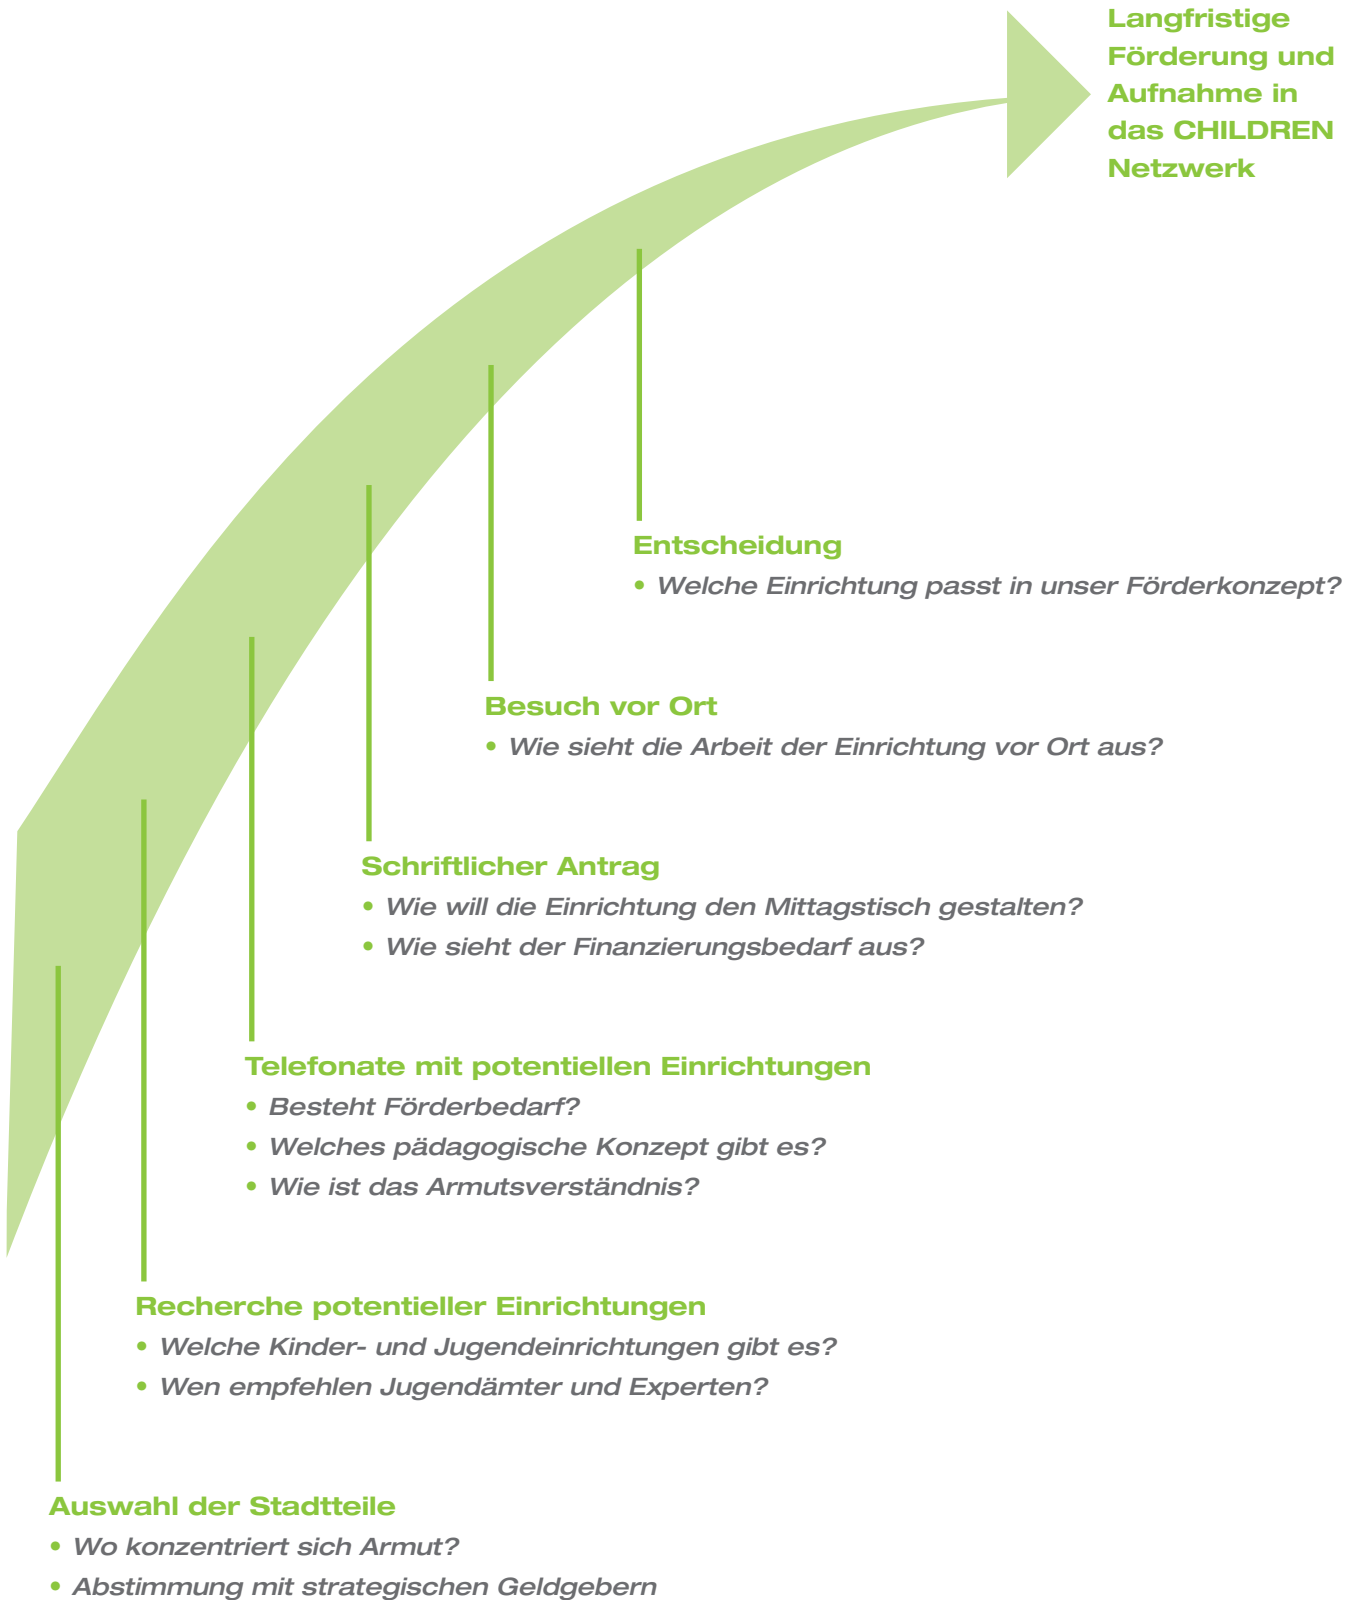 Langfristige
Förderung und
Aufnahme in
das CHILDREN
Netzwerk
Entscheidung
• Welche Einrichtung passt in unser Förderkonzept?
Besuch vor Ort
• Wie sieht die Arbeit der Einrichtung vor Ort aus?
Schriftlicher Antrag
• Wie will die Einrichtung den Mittagstisch gestalten?
• Wie sieht der Finanzierungsbedarf aus?
Telefonate mit potentiellen Einrichtungen
• Besteht Förderbedarf?
• Welches pädagogische Konzept gibt es?
• Wie ist das Armutsverständnis?
Recherche potentieller Einrichtungen
• Welche Kinder- und Jugendeinrichtungen gibt es?
• Wen empfehlen Jugendämter und Experten?
Auswahl der Stadtteile
• Wo konzentriert sich Armut?
• Abstimmung mit strategischen Geldgebern